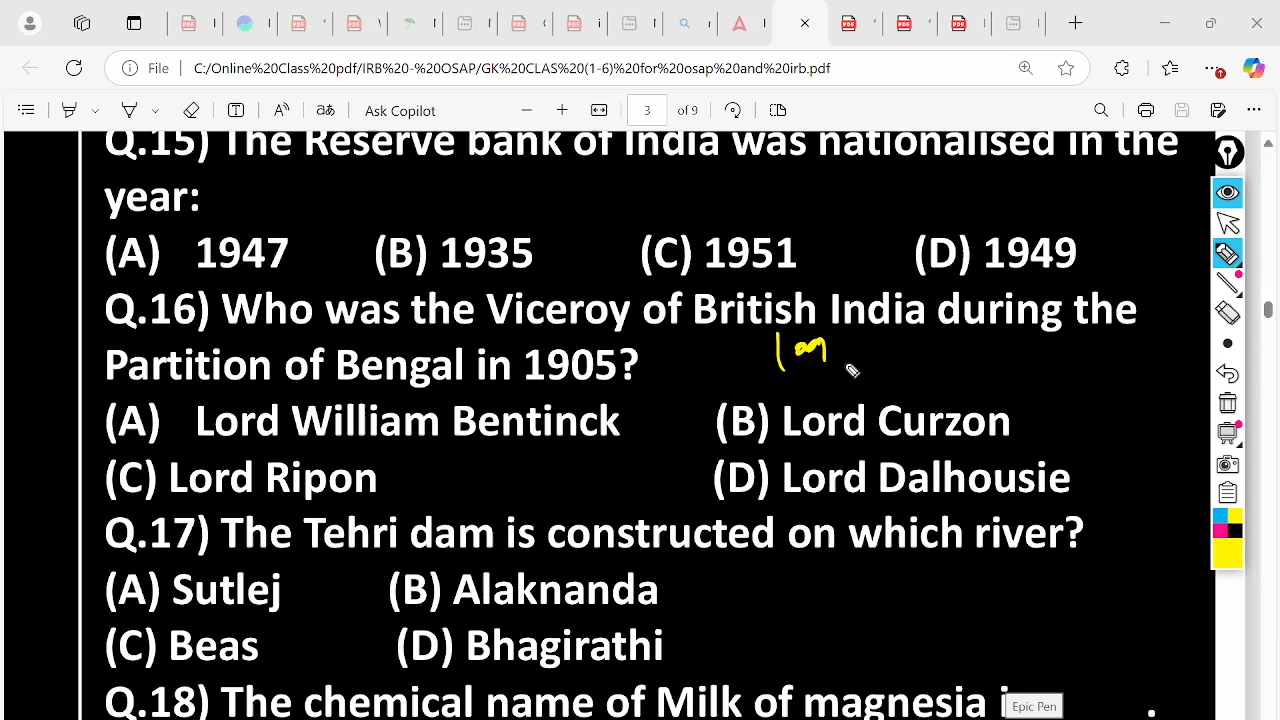 File
C:/Online%20Class%20pdf/IRB%20-%20OSAP/GK%20CLAS%20(1-6)%20for%20osap%20and%20irb.pdf
Ask Copilot
3 of 9
Q.15) The Reserve bank of India was nationalised in the
year:
(A) 1947 (B) 1935 (C) 1951 (D) 1949
Q.16) Who was the Viceroy of British India during the
Partition of Bengal in 1905?
(A) Lord William Bentinck (B) Lord Curzon
(C) Lord Ripon (D) Lord Dalhousie
Q.17) The Tehri dam is constructed on which river?
(A) Sutlej (B) Alaknanda
(C) Beas (D) Bhagirathi
Q.18) The chemical name of Milk of magnesia .
Epic Pen